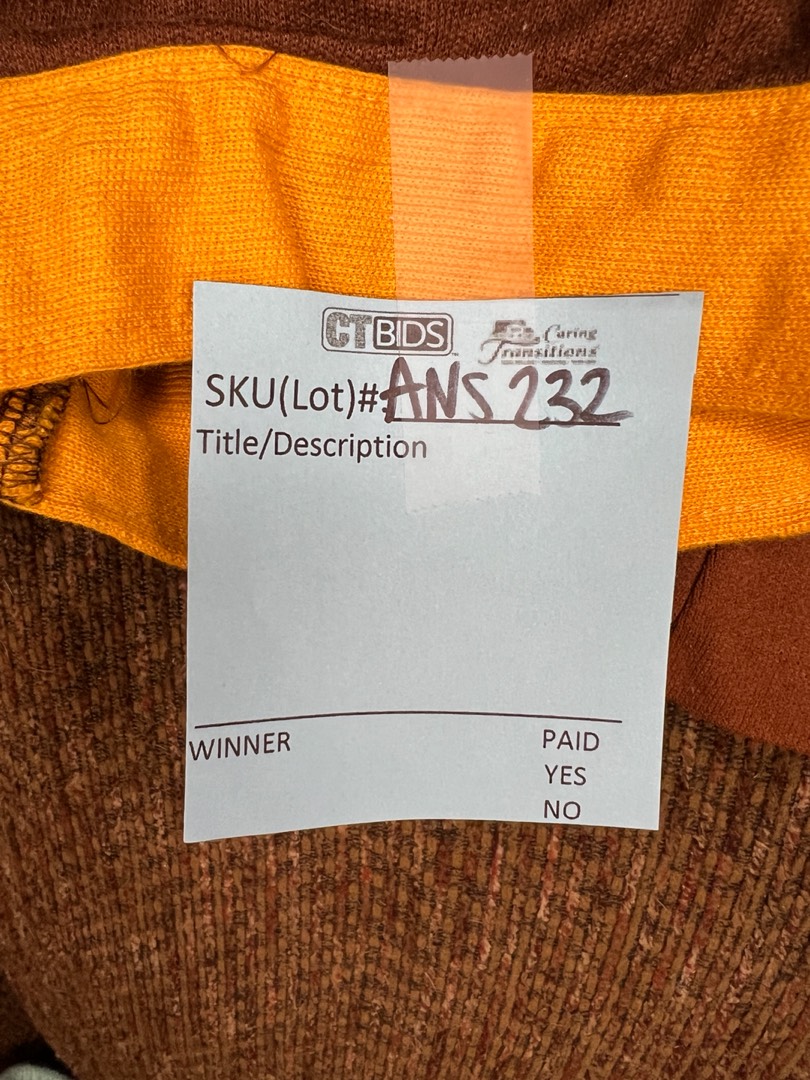 CTBIDS
Caring
Transitions
SKU(Lot)#: ANS 232
Title/Description
WINNER
PAID
YES
NO